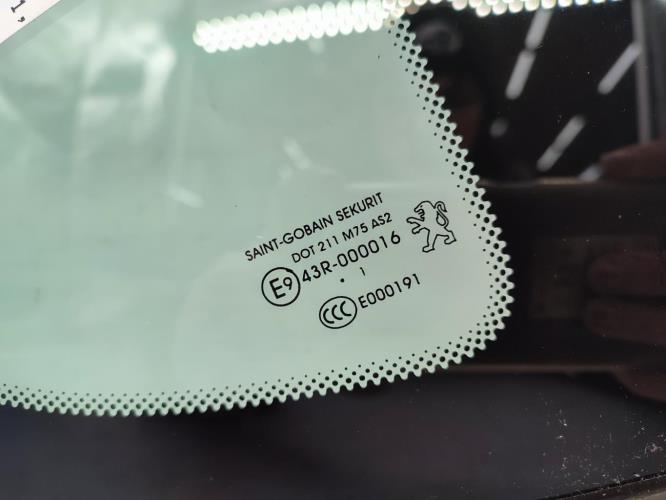 SAINT-GOBAIN SEKURIT
DOT 211 M75 AS2
E9 43R-000016
. 1
CCC E000191